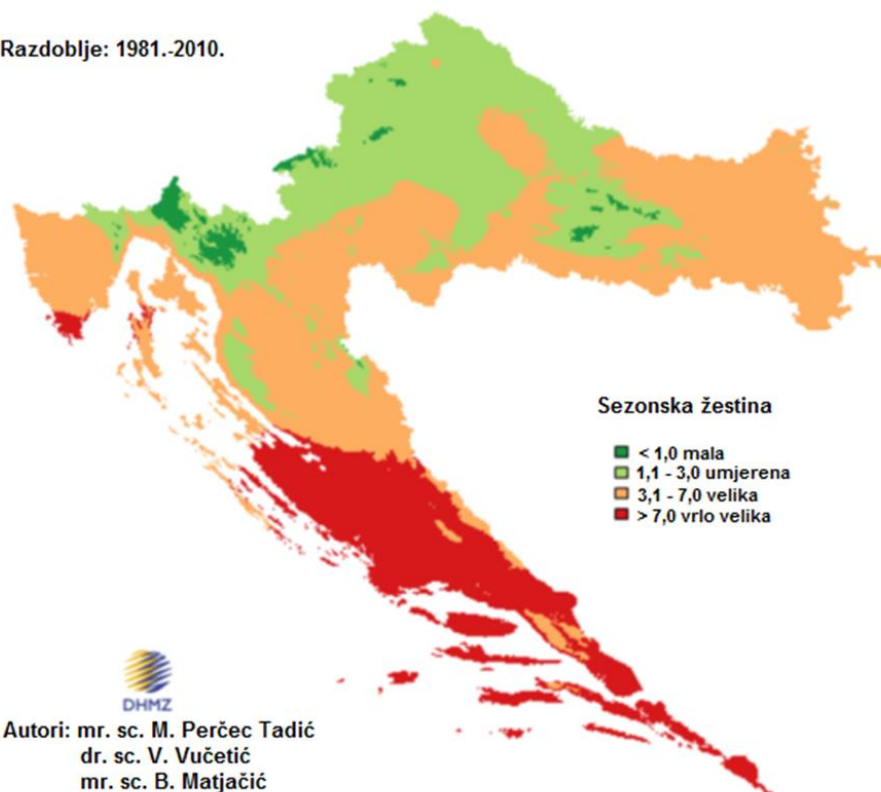 Razdoblje: 1981.-2010.
Sezonska žestina
< 1,0 mala
1,1 - 3,0 umjerena
3,1 - 7,0 velika
> 7,0 vrlo velika
DHMZ
Autori: mr. sc. M. Perčec Tadić
dr. sc. V. Vučetić
mr. sc. B. Matjačić